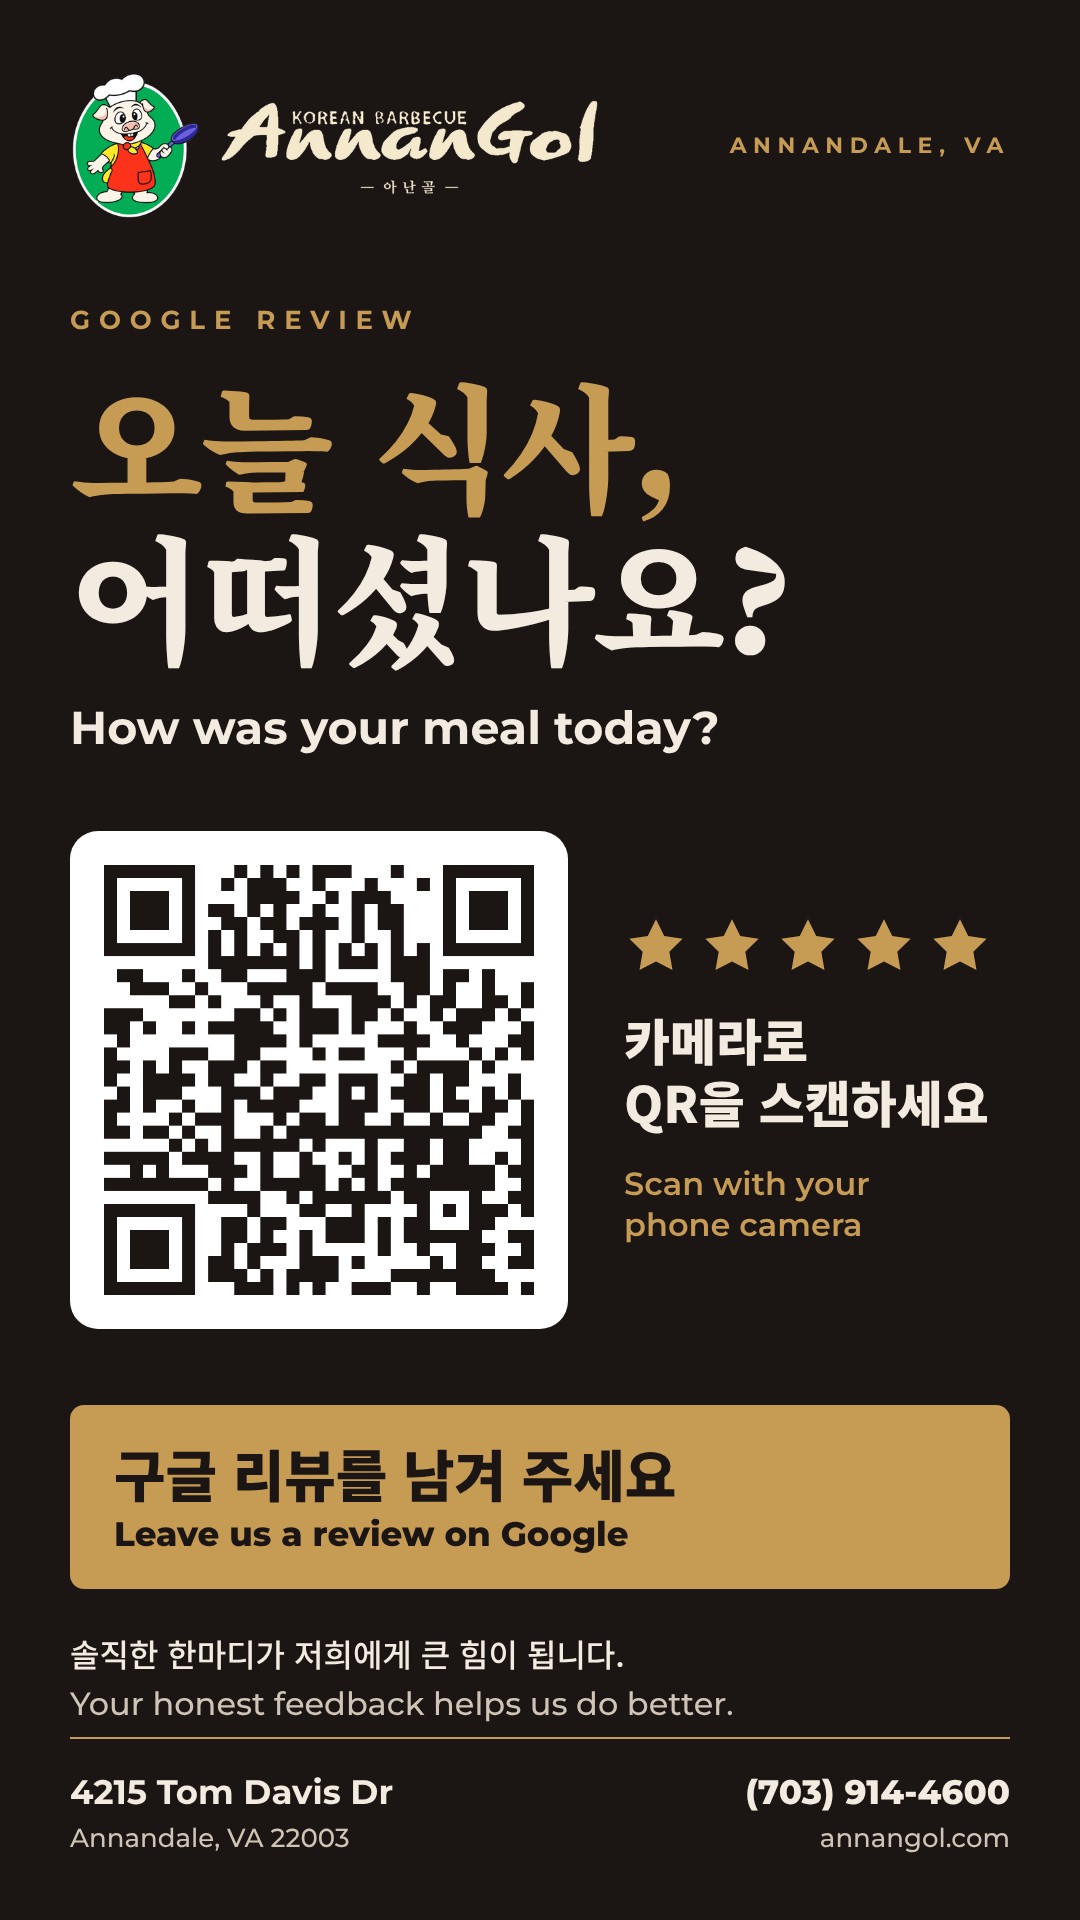 KOREAN BARBECUE
AnnanGol
— 아난골 —
ANNANDALE, VA
GOOGLE REVIEW
오늘 식사,
어떠셨나요?
How was your meal today?
카메라로
QR을 스캔하세요
Scan with your
phone camera
구글 리뷰를 남겨 주세요
Leave us a review on Google
솔직한 한마디가 저희에게 큰 힘이 됩니다.
Your honest feedback helps us do better.
4215 Tom Davis Dr
(703) 914-4600
Annandale, VA 22003
annangol.com